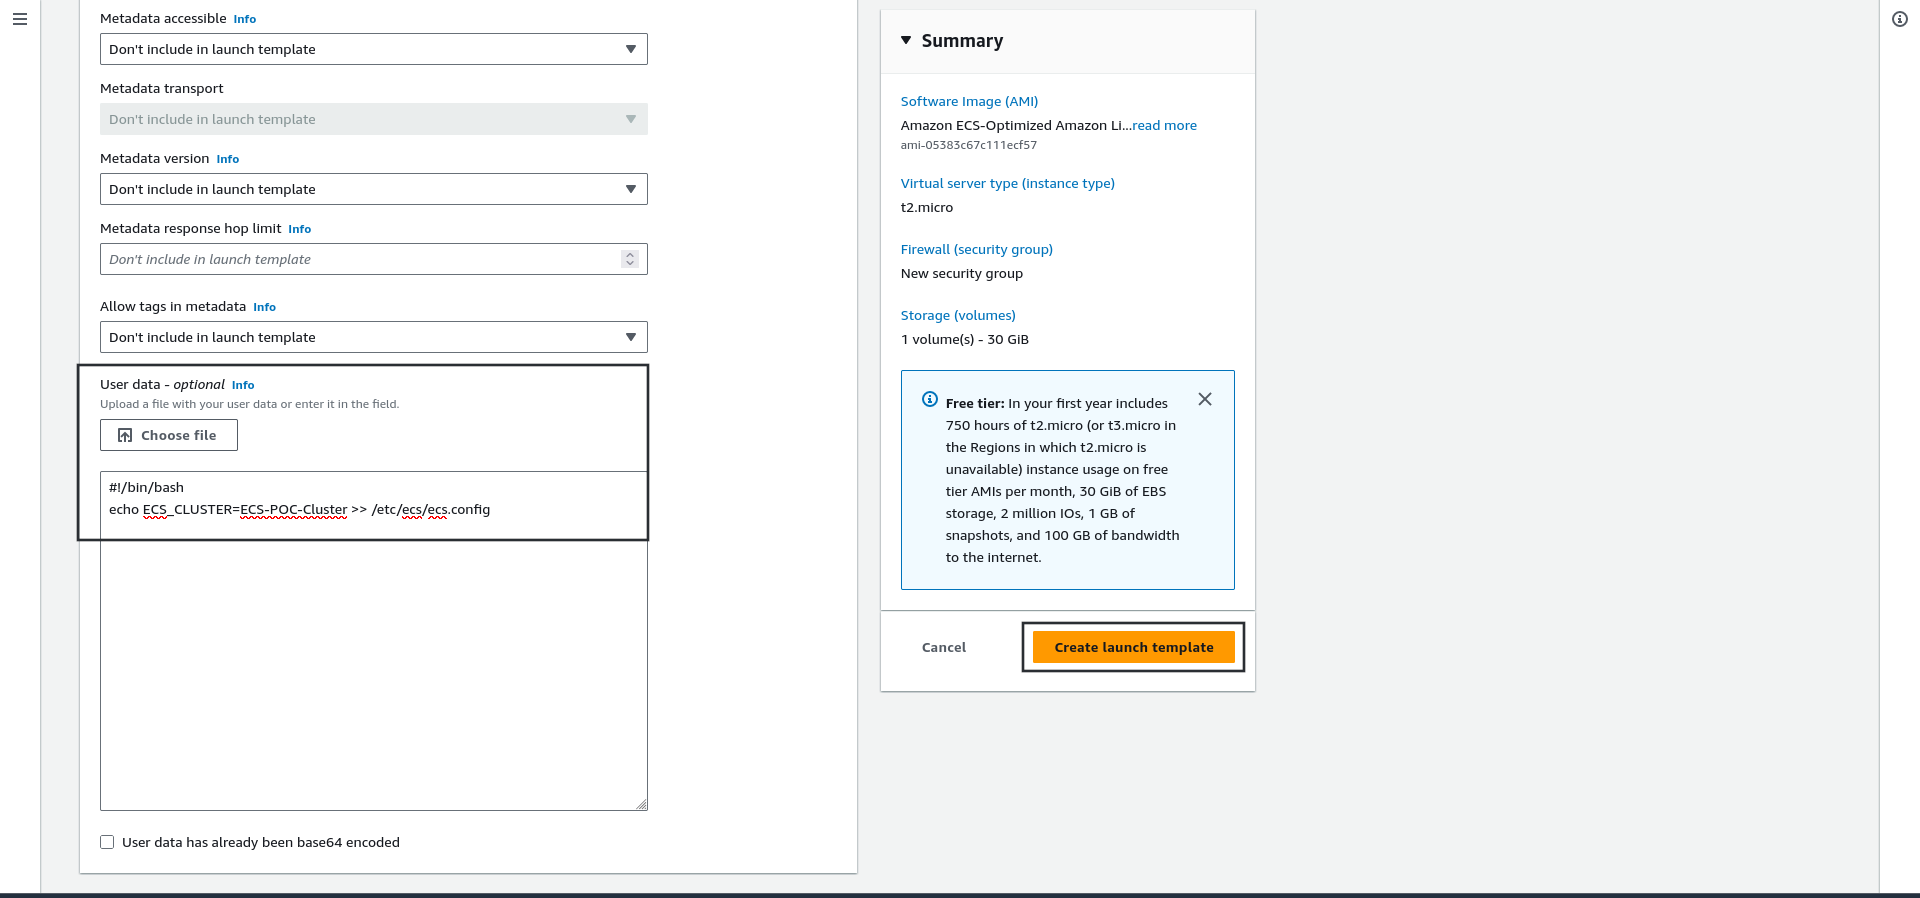 Metadata accessible Info
Don't include in launch template
Metadata transport
Don't include in launch template
Metadata version Info
Don't include in launch template
Metadata response hop limit Info
Don't include in launch template
Allow tags in metadata Info
Don't include in launch template
User data - optional Info
Upload a file with your user data or enter it in the field.
Choose file
#!/bin/bash
echo ECS_CLUSTER=ECS-POC-Cluster >> /etc/ecs/ecs.config
User data has already been base64 encoded
Summary
Software Image (AMI)
Amazon ECS-Optimized Amazon Li...read more
ami-05383c67c111ecf57
Virtual server type (instance type)
t2.micro
Firewall (security group)
New security group
Storage (volumes)
1 volume(s) - 30 GiB
Free tier: In your first year includes
750 hours of t2.micro (or t3.micro in
the Regions in which t2.micro is
unavailable) instance usage on free
tier AMIs per month, 30 GiB of EBS
storage, 2 million IOs, 1 GB of
snapshots, and 100 GB of bandwidth
to the internet.
Cancel
Create launch template